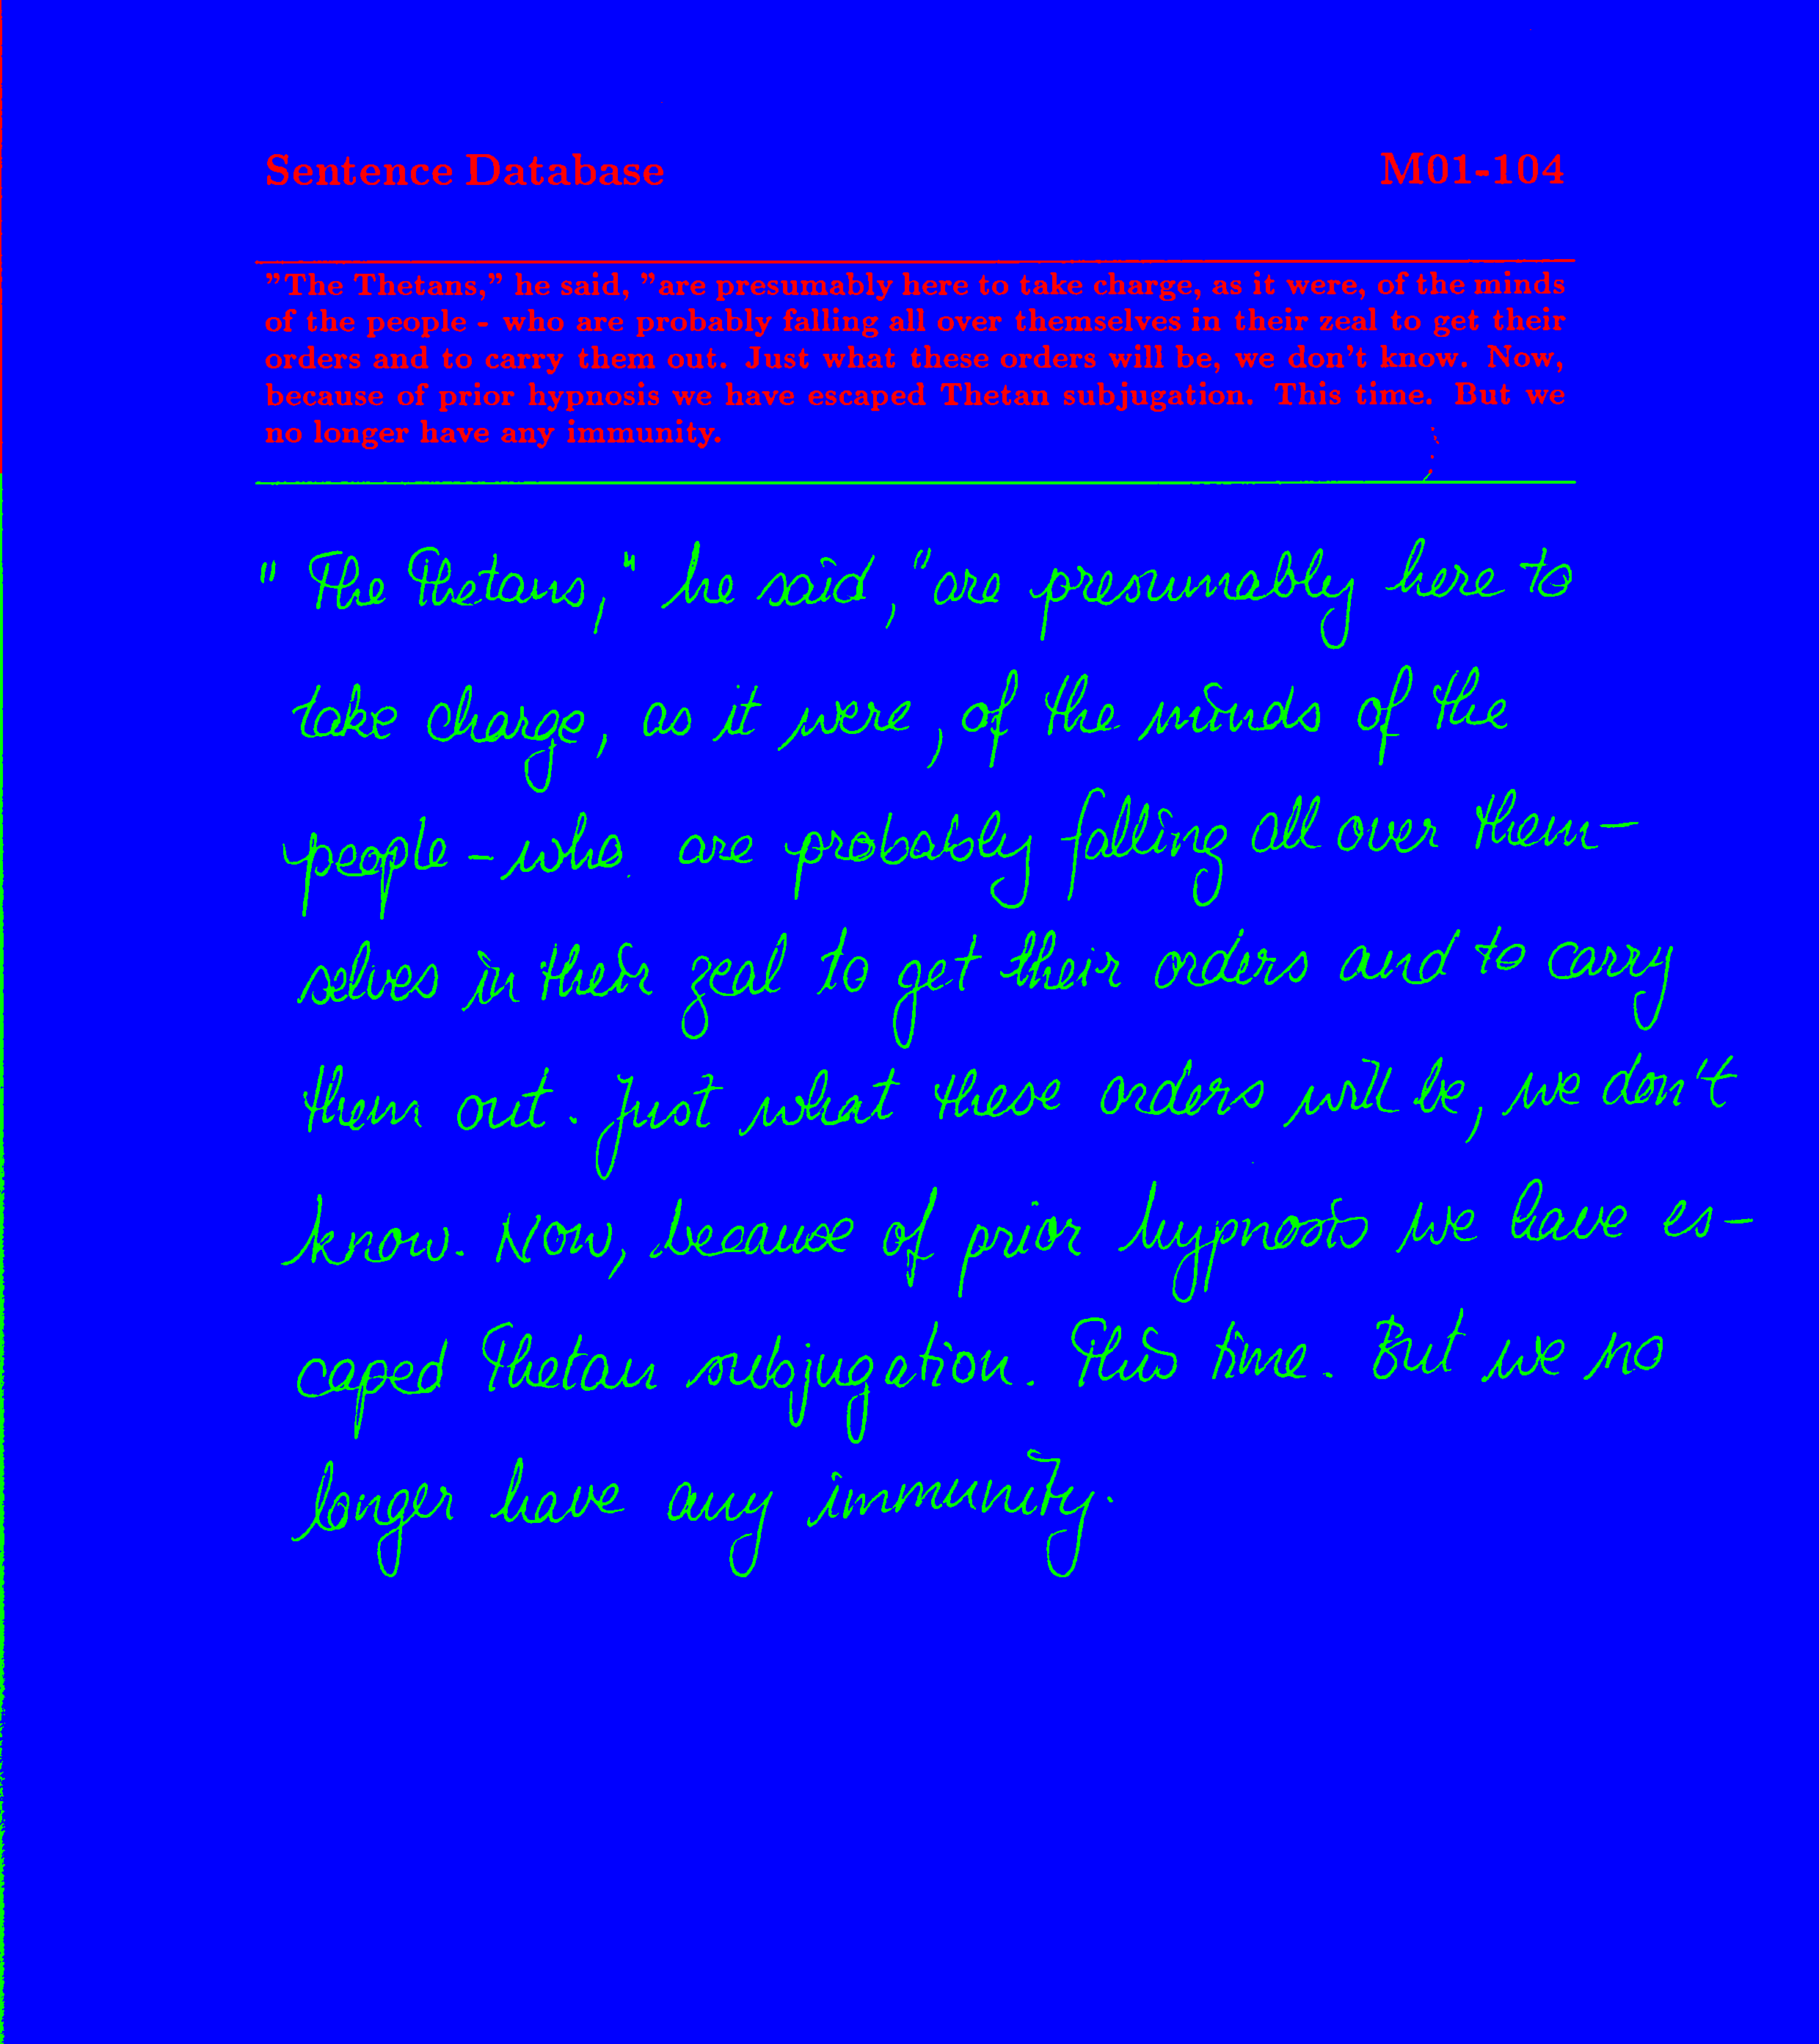 Sentence Database M01-104
"The Thetans," he said, "are presumably here to take charge, as it were, of the minds
of the people - who are probably falling all over themselves in their zeal to get their
orders and to carry them out. Just what these orders will be, we don't know. Now,
because of prior hypnosis we have escaped Thetan subjugation. This time. But we
no longer have any immunity.
"The Thetans," he said, "are presumably here to
take charge, as it were, of the minds of the
people - who are probably falling all over them-
selves in their zeal to get their orders and to carry
them out. Just what these orders will be, we don't
know. Now, because of prior hypnosis we have es-
caped Thetan subjugation. This time. But we no
longer have any immunity.